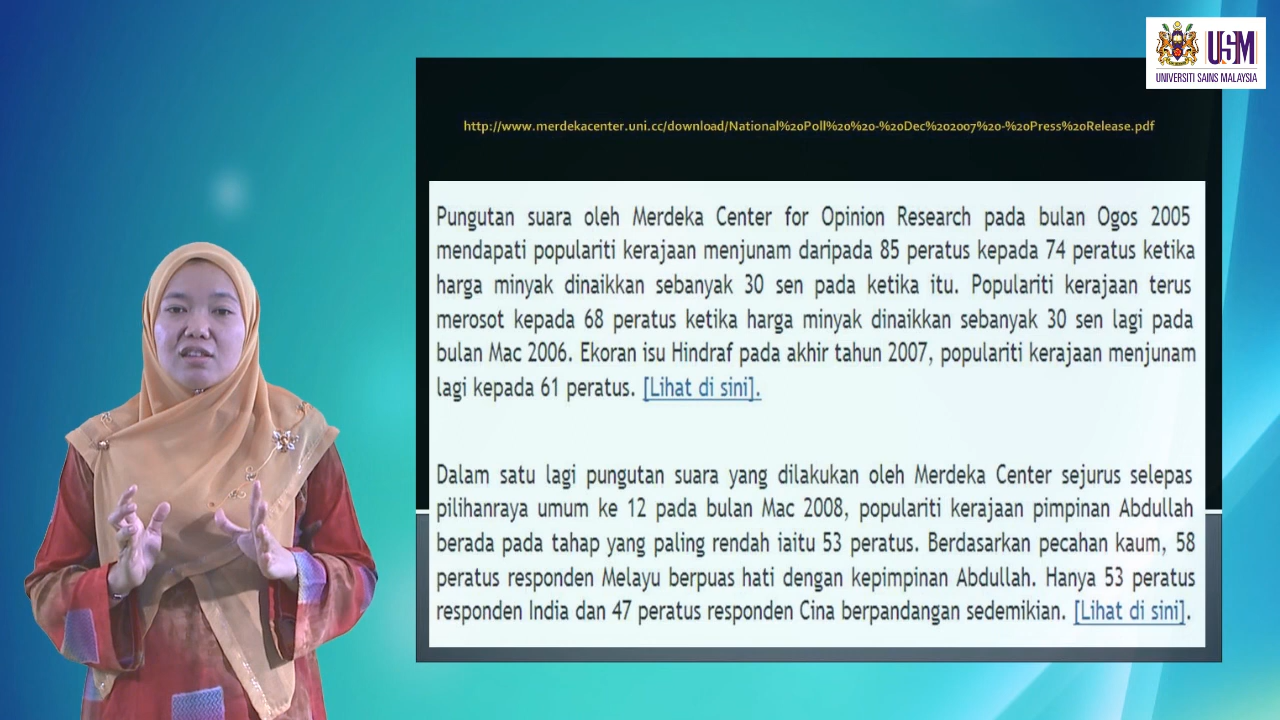 USM
UNIVERSITI SAINS MALAYSIA
http://www.merdekacenter.uni.cc/download/National%20Poll%20%20-%20Dec%202007%20-%20Press%20Release.pdf
Pungutan suara oleh Merdeka Center for Opinion Research pada bulan Ogos 2005
mendapati populariti kerajaan menjunam daripada 85 peratus kepada 74 peratus ketika
harga minyak dinaikkan sebanyak 30 sen pada ketika itu. Populariti kerajaan terus
merosot kepada 68 peratus ketika harga minyak dinaikkan sebanyak 30 sen lagi pada
bulan Mac 2006. Ekoran isu Hindraf pada akhir tahun 2007, populariti kerajaan menjunam
lagi kepada 61 peratus. [Lihat di sini].
Dalam satu lagi pungutan suara yang dilakukan oleh Merdeka Center sejurus selepas
pilihanraya umum ke 12 pada bulan Mac 2008, populariti kerajaan pimpinan Abdullah
berada pada tahap yang paling rendah iaitu 53 peratus. Berdasarkan pecahan kaum, 58
peratus responden Melayu berpuas hati dengan kepimpinan Abdullah. Hanya 53 peratus
responden India dan 47 peratus responden Cina berpandangan sedemikian. [Lihat di sini].